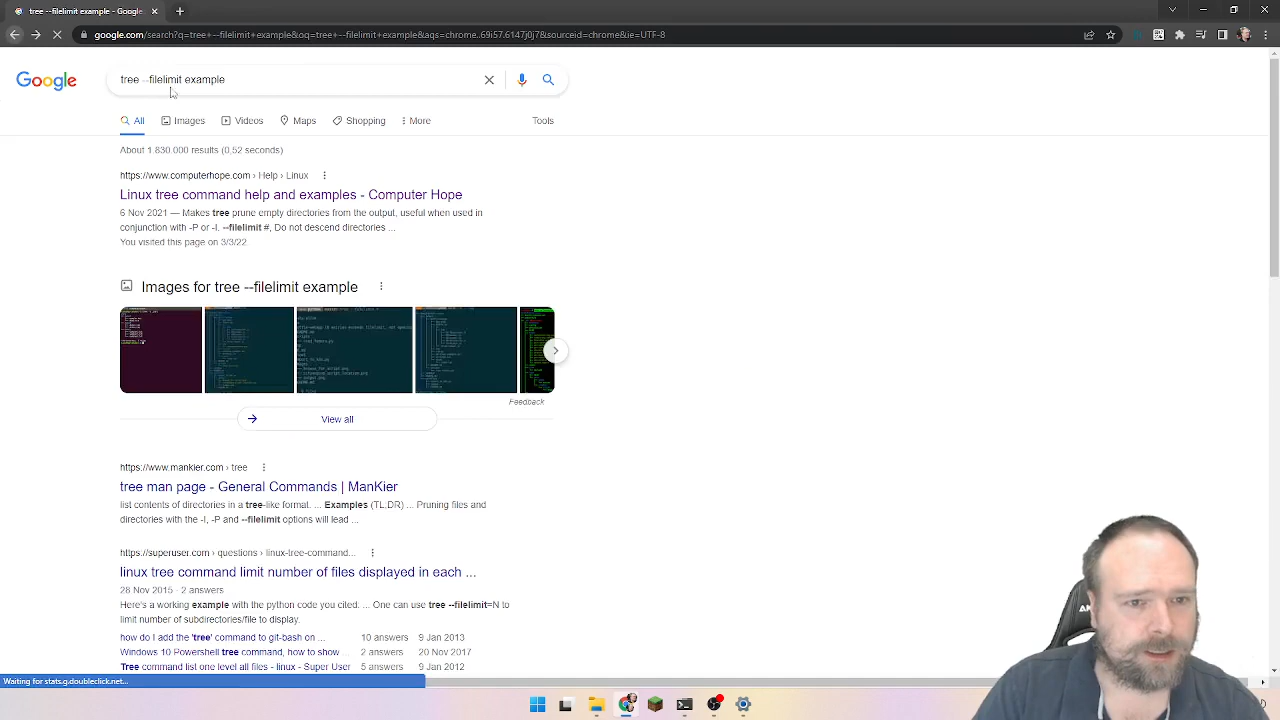 tree --filelimit example - Google
google.com/search?q=tree+--filelimit+example&oq=tree+--filelimit+example&aqs=chrome..69i57.6147j0j7&sourceid=chrome&ie=UTF-8
Google
tree --filelimit example
All
Images
Videos
Maps
Shopping
More
Tools
About 1.830.000 results (0,52 seconds)
https://www.computerhope.com › Help › Linux
Linux tree command help and examples - Computer Hope
6 Nov 2021 — Makes tree prune empty directories from the output, useful when used in
conjunction with -P or -I. --filelimit #, Do not descend directories ...
You visited this page on 3/3/22.
Images for tree --filelimit example
Feedback
View all
https://www.mankier.com › tree
tree man page - General Commands | ManKier
list contents of directories in a tree-like format. ... Examples (TL;DR) ... Pruning files and
directories with the -I, -P and --filelimit options will lead ...
https://superuser.com › questions › linux-tree-command...
linux tree command limit number of files displayed in each ...
28 Nov 2015 · 2 answers
Here's a working example with the python code you cited: ... One can use tree --filelimit=N to
limit number of subdirectories/file to display.
how do I add the 'tree' command to git-bash on ... 10 answers 9 Jan 2013
Windows 10 Powershell tree command, how to show ... 2 answers 20 Nov 2017
Tree command list one level all files - linux - Super User 5 answers 9 Jan 2012
Waiting for stats.g.doubleclick.net...